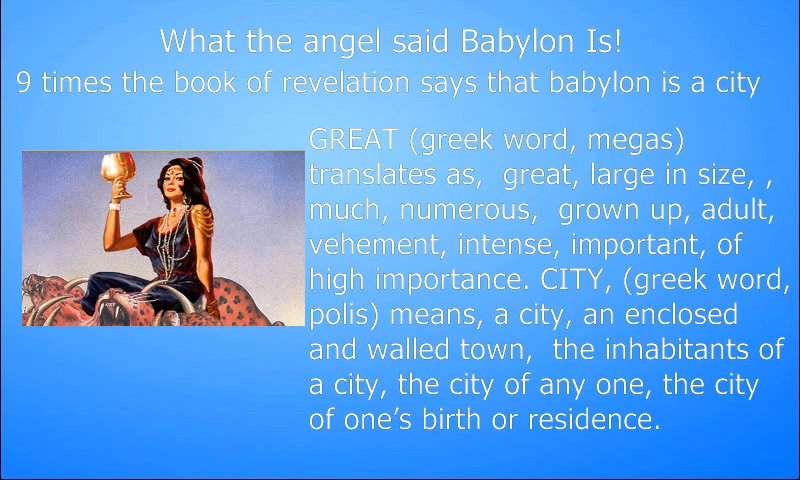 What the angel said Babylon Is!
9 times the book of revelation says that babylon is a city
GREAT (greek word, megas)
translates as,  great, large in size, ,
much, numerous,  grown up, adult,
vehement, intense, important, of
high importance. CITY, (greek word,
polis) means, a city, an enclosed
and walled town,  the inhabitants of
a city, the city of any one, the city
of one’s birth or residence.